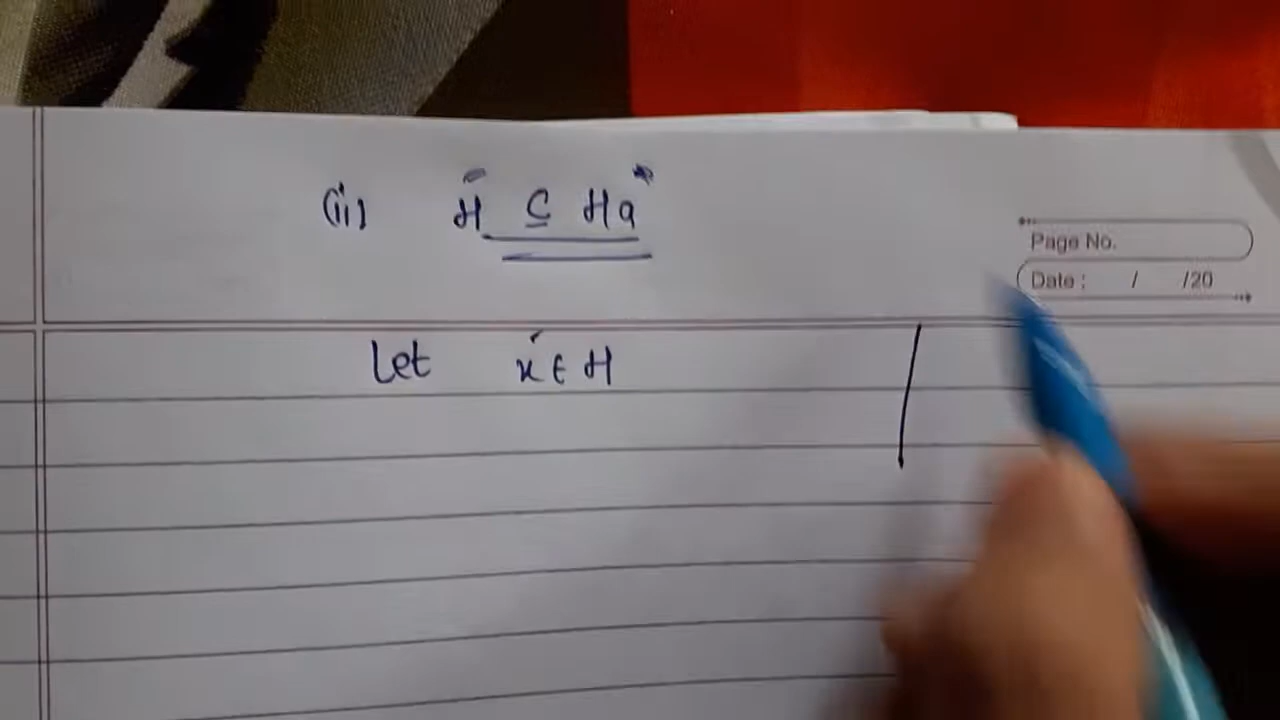 (ii) H ⊆ Ha
Page No.
Date : / /20
Let x ∈ H